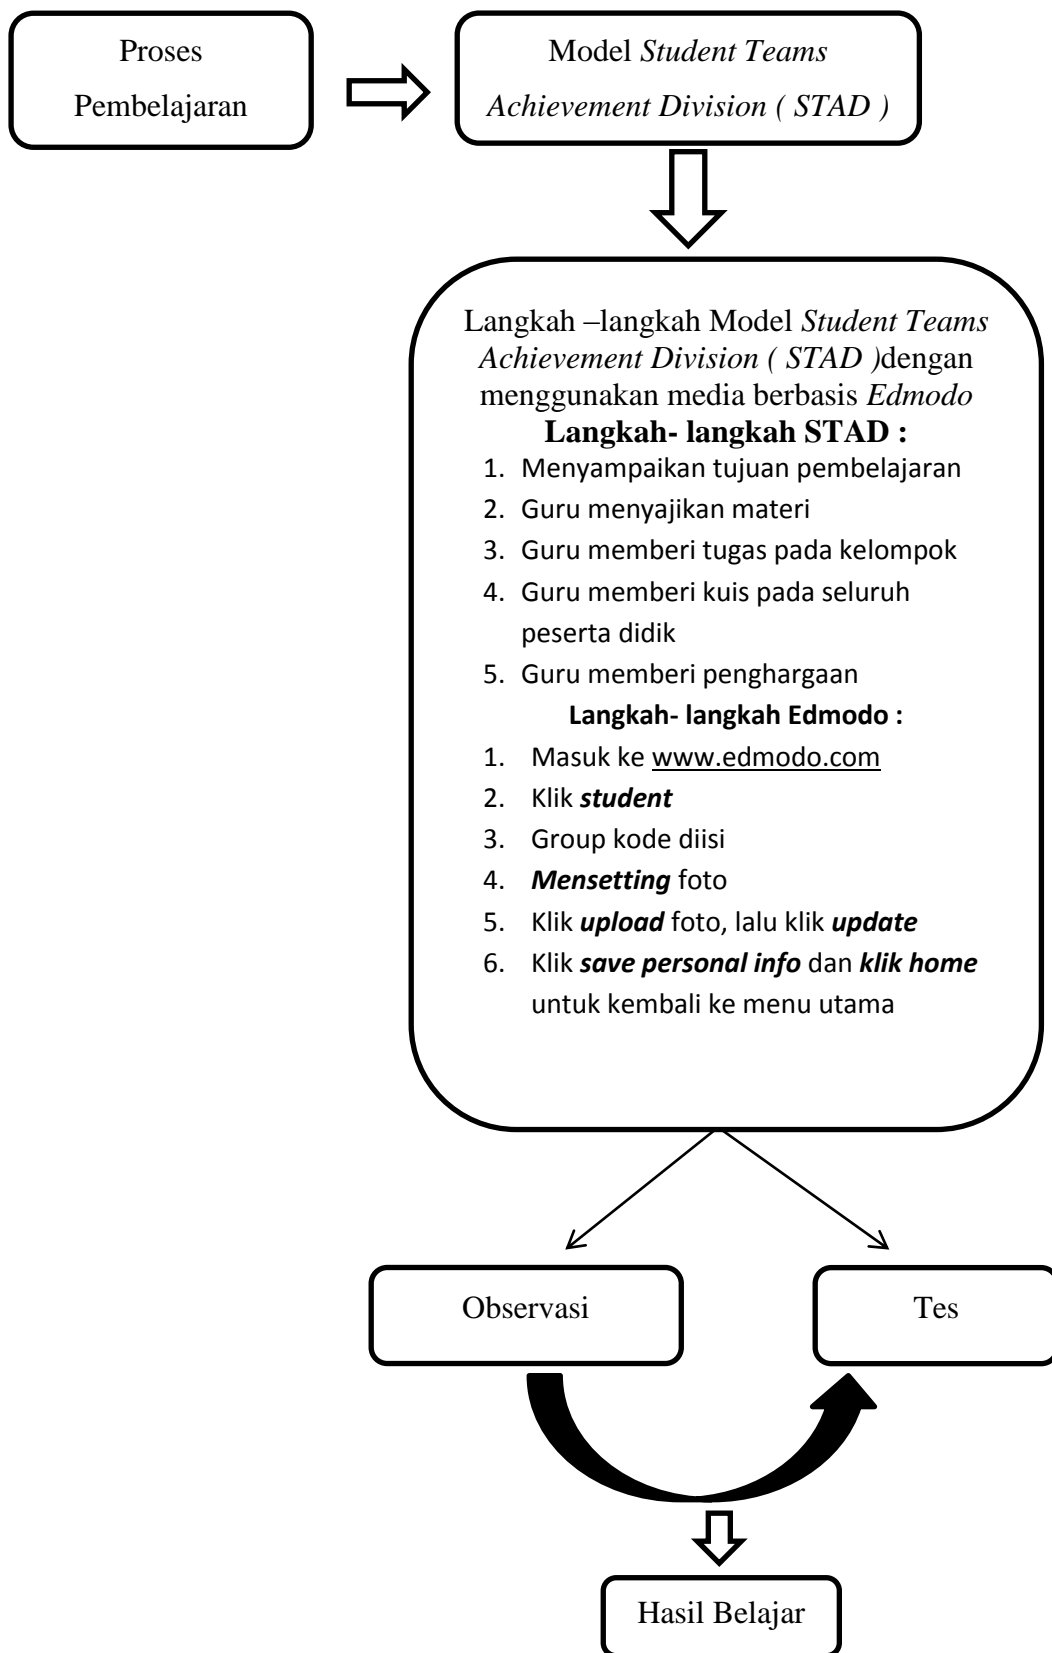 Proses
Pembelajaran
Model Student Teams
Achievement Division ( STAD )
Langkah –langkah Model Student Teams
Achievement Division ( STAD )dengan
menggunakan media berbasis Edmodo
Langkah- langkah STAD :
1. Menyampaikan tujuan pembelajaran
2. Guru menyajikan materi
3. Guru memberi tugas pada kelompok
4. Guru memberi kuis pada seluruh
peserta didik
5. Guru memberi penghargaan
Langkah- langkah Edmodo :
1. Masuk ke www.edmodo.com
2. Klik student
3. Group kode diisi
4. Mensetting foto
5. Klik upload foto, lalu klik update
6. Klik save personal info dan klik home
untuk kembali ke menu utama
Observasi
Tes
Hasil Belajar